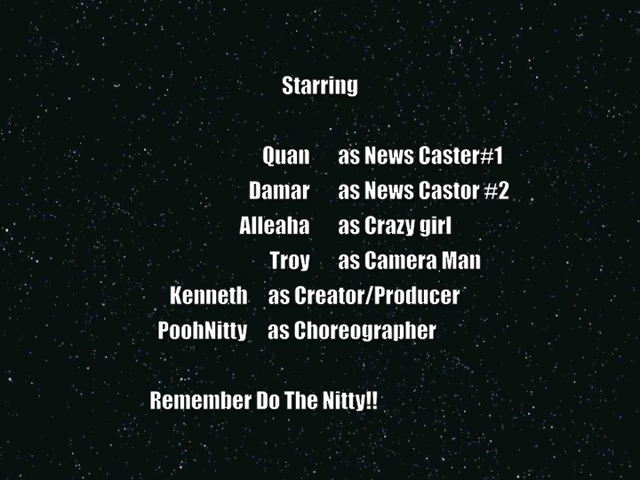 Starring
Quan as News Caster#1
Damar as News Castor #2
Alleaha as Crazy girl
Troy as Camera Man
Kenneth as Creator/Producer
PoohNitty as Choreographer
Remember Do The Nitty!!